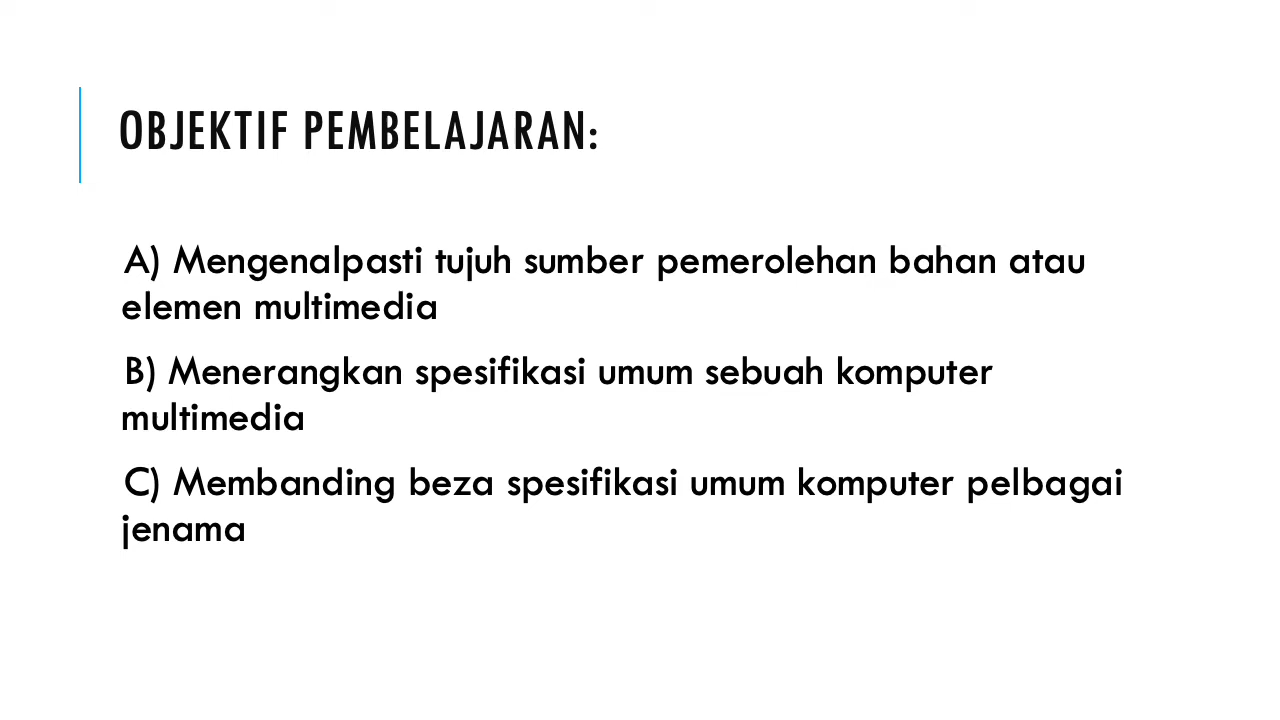 OBJEKTIF PEMBELAJARAN:
A) Mengenalpasti tujuh sumber pemerolehan bahan atau
elemen multimedia
B) Menerangkan spesifikasi umum sebuah komputer
multimedia
C) Membanding beza spesifikasi umum komputer pelbagai
jenama